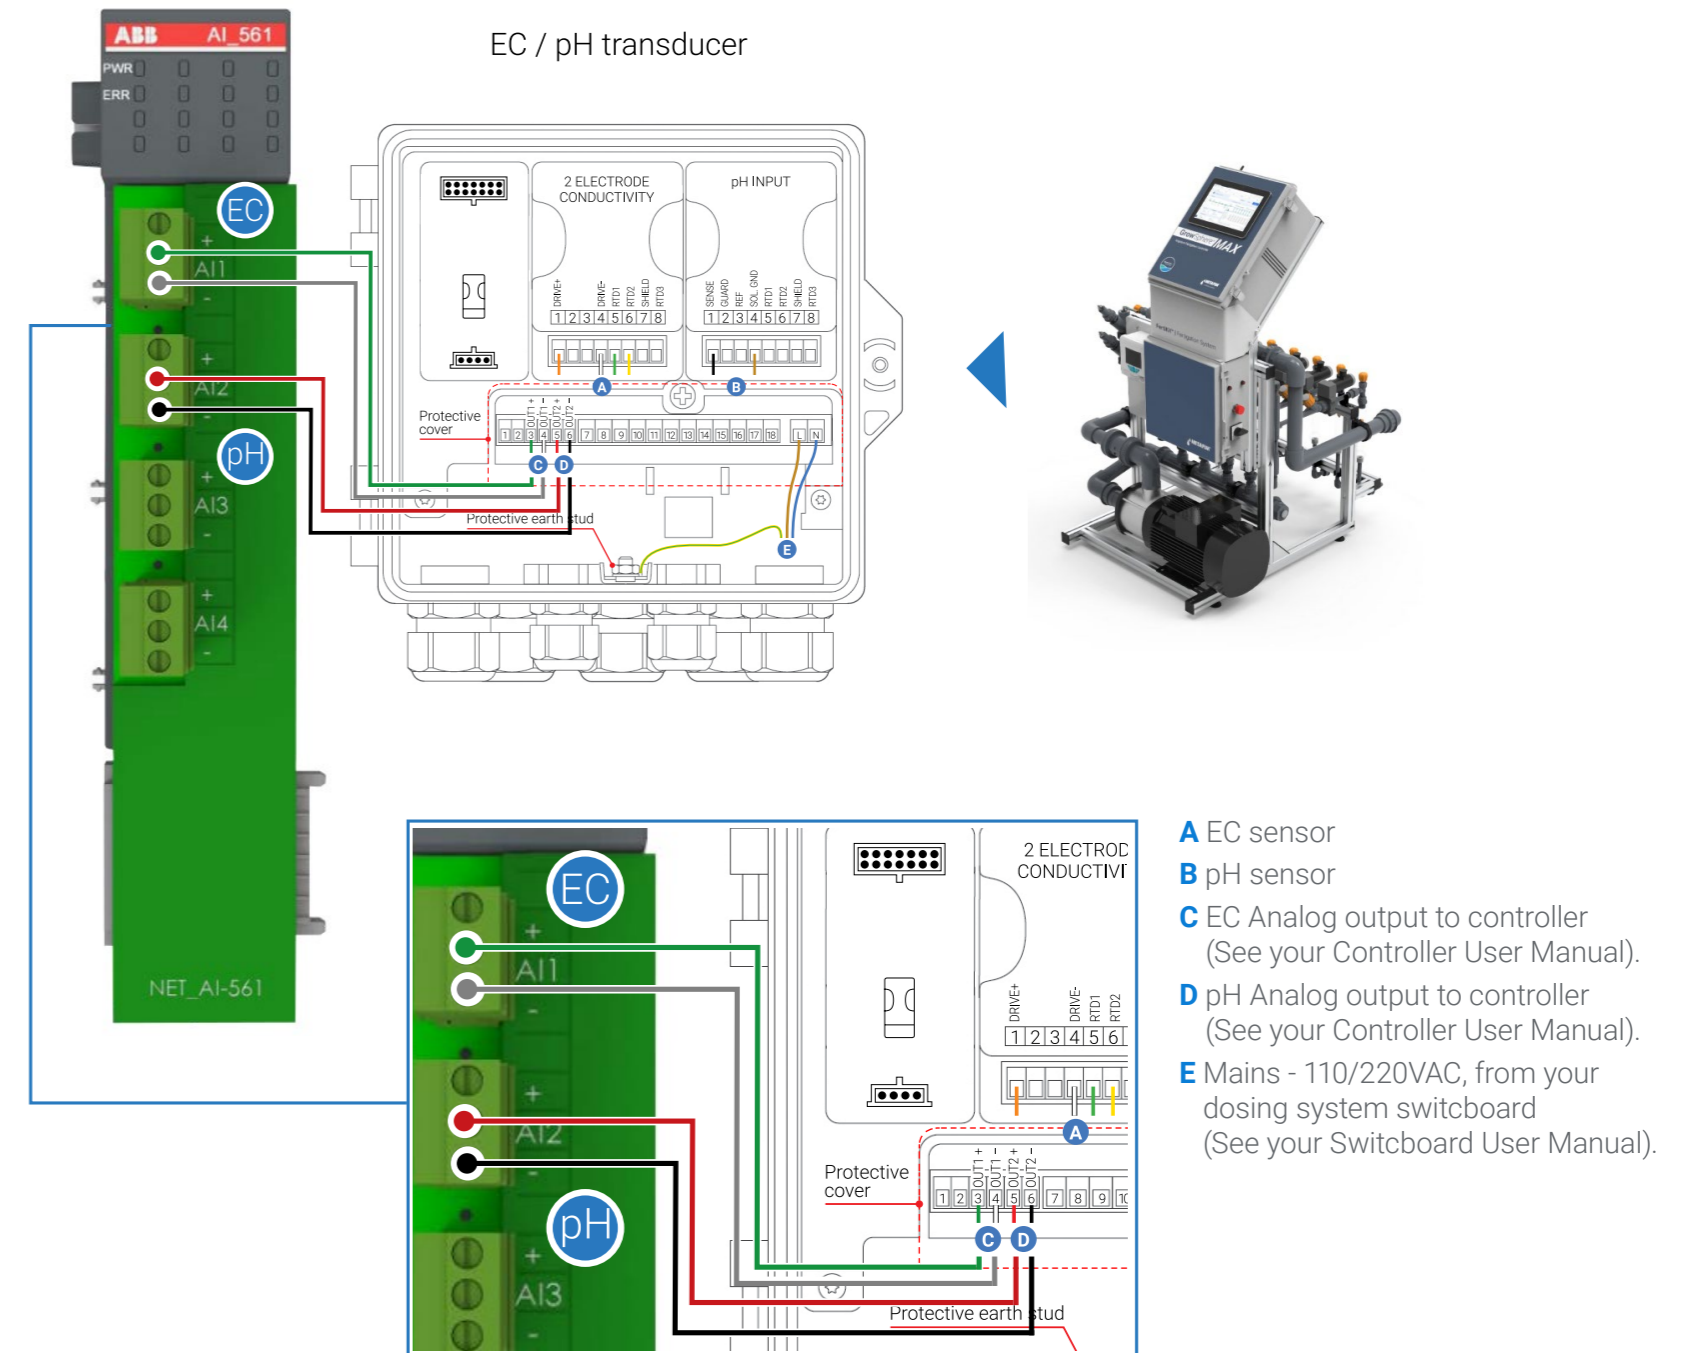 ABB AI_561
PWR
ERR
EC / pH transducer
EC
+
AI1
-
+
AI2
-
pH
+
AI3
-
+
AI4
-
NET_AI-561
2 ELECTRODE
CONDUCTIVITY
DRIVE+ DRIVE- RTD1 RTD2 SHIELD RTD3
1 2 3 4 5 6 7 8
A
pH INPUT
SENSE GUARD REF SOL GND RTD1 RTD2 SHIELD RTD3
1 2 3 4 5 6 7 8
B
Protective
cover
OUT1 + OUT1 - OUT2 + OUT2 -
1 2 3 4 5 6 7 8 9 10 11 12 13 14 15 16 17 18 L N
C D
Protective earth stud
E
GrowSphere MAX
EC
+
AI1
-
+
AI2
-
pH
+
AI3
-
2 ELECTROD
CONDUCTIVI
DRIVE+ DRIVE- RTD1 RTD2
1 2 3 4 5 6
A
Protective
cover
OUT1 + OUT1 - OUT2 + OUT2 -
1 2 3 4 5 6 7 8 9 10
C D
Protective earth stud
A EC sensor
B pH sensor
C EC Analog output to controller
(See your Controller User Manual).
D pH Analog output to controller
(See your Controller User Manual).
E Mains - 110/220VAC, from your
dosing system switcboard
(See your Switcboard User Manual).